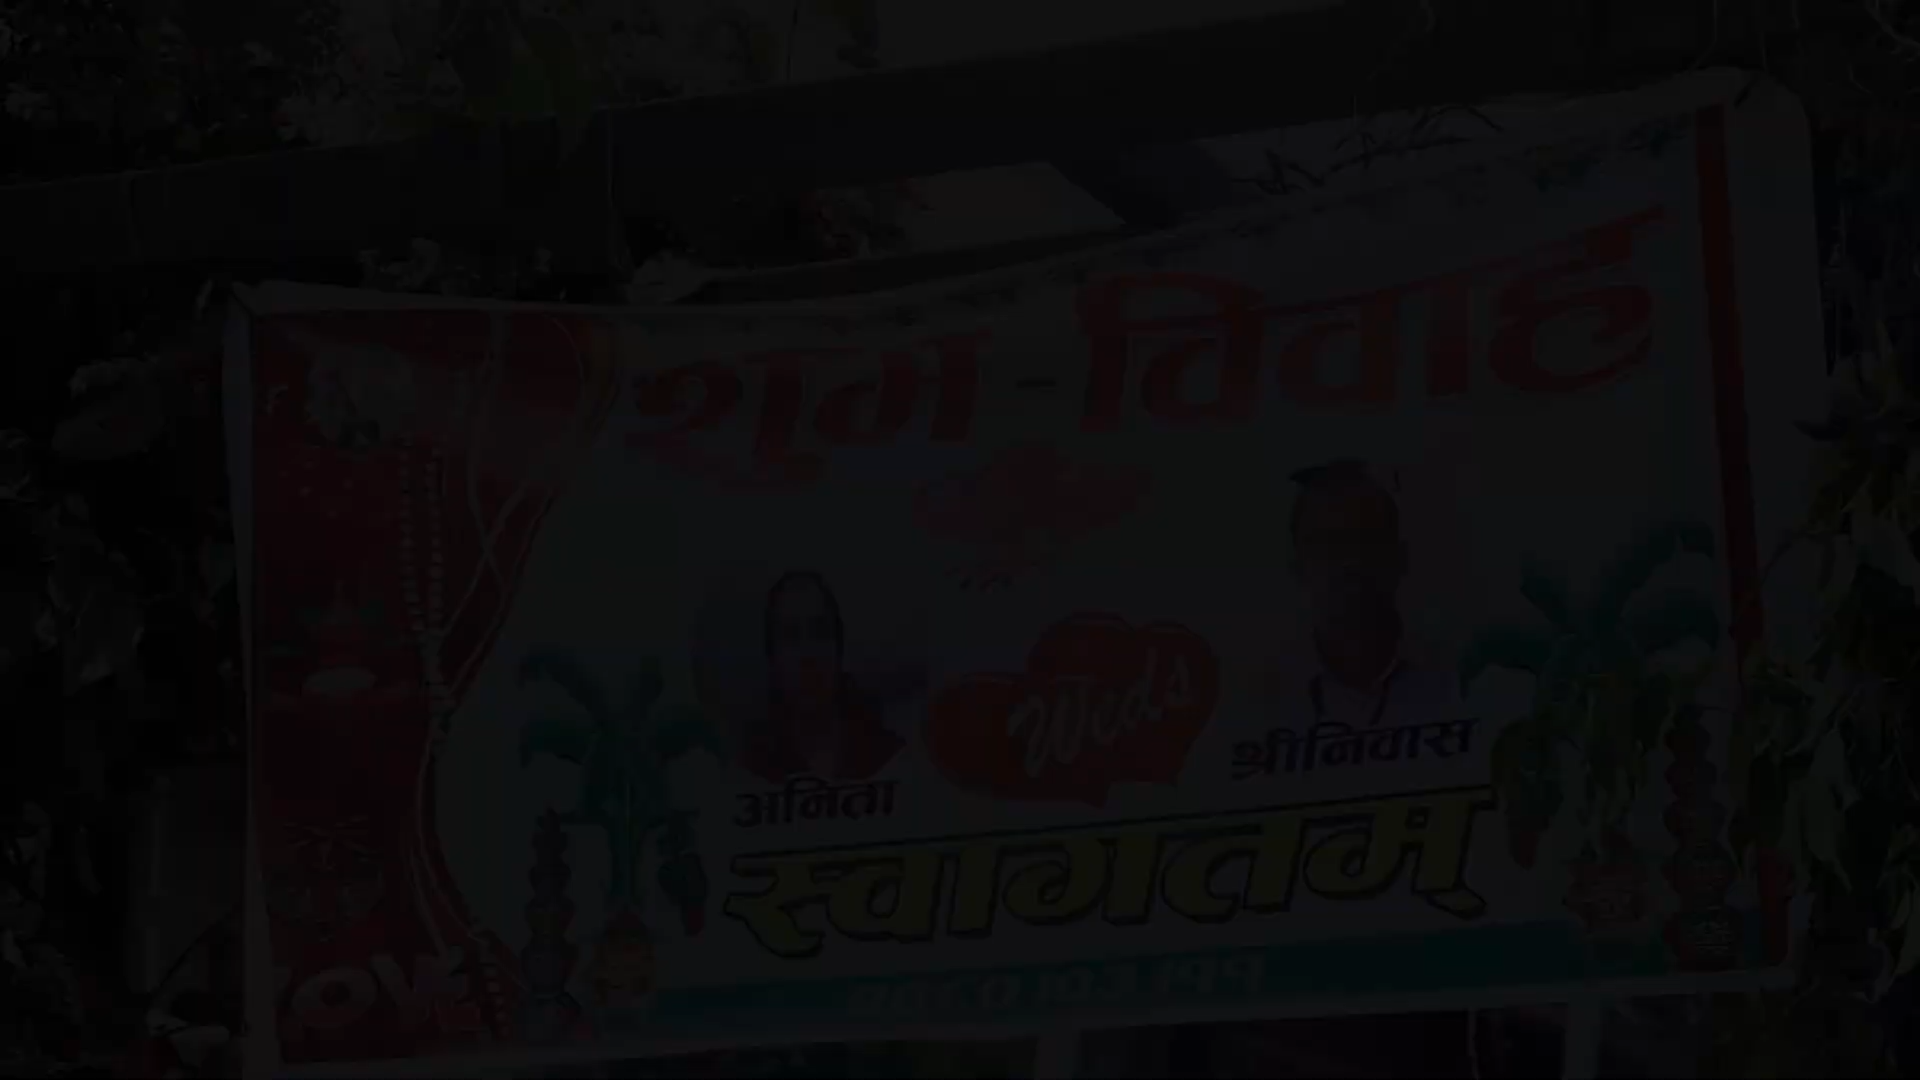 शुभ - विवाह
Weds
अनिता
श्रीनिवास
स्वागतम्